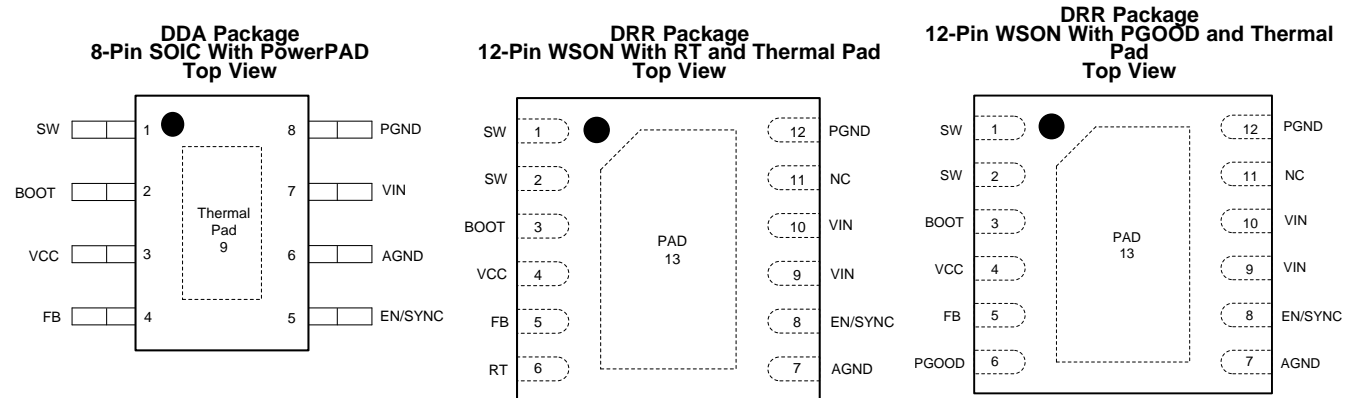 DDA Package
8-Pin SOIC With PowerPAD
Top View
SW 1 8 PGND
BOOT 2 7 VIN
Thermal
Pad
9
VCC 3 6 AGND
FB 4 5 EN/SYNC
DRR Package
12-Pin WSON With RT and Thermal Pad
Top View
SW 1 12 PGND
SW 2 11 NC
BOOT 3 10 VIN
PAD
13
VCC 4 9 VIN
FB 5 8 EN/SYNC
RT 6 7 AGND
DRR Package
12-Pin WSON With PGOOD and Thermal
Pad
Top View
SW 1 12 PGND
SW 2 11 NC
BOOT 3 10 VIN
PAD
13
VCC 4 9 VIN
FB 5 8 EN/SYNC
PGOOD 6 7 AGND